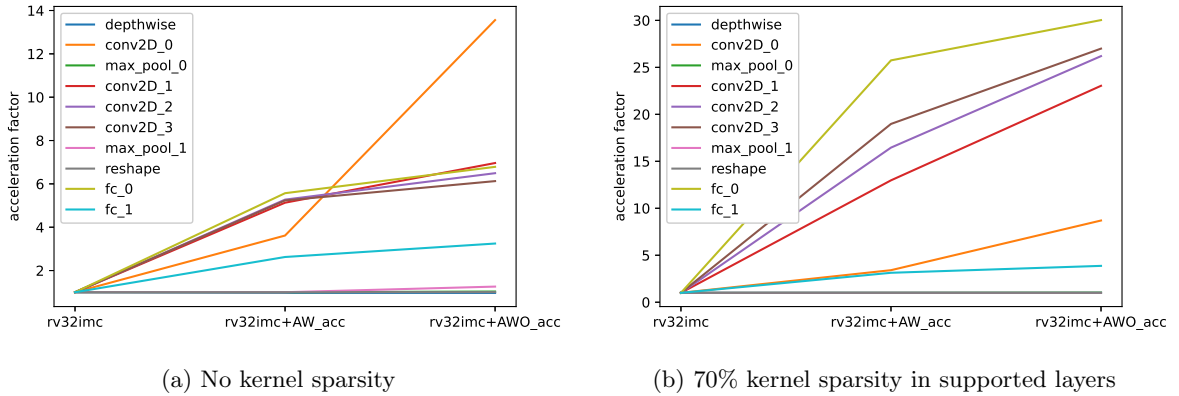 14
12
10
8
6
4
2
acceleration factor
depthwise
conv2D_0
max_pool_0
conv2D_1
conv2D_2
conv2D_3
max_pool_1
reshape
fc_0
fc_1
rv32imc
rv32imc+AW_acc
rv32imc+AWO_acc
(a) No kernel sparsity
30
25
20
15
10
5
0
acceleration factor
depthwise
conv2D_0
max_pool_0
conv2D_1
conv2D_2
conv2D_3
max_pool_1
reshape
fc_0
fc_1
rv32imc
rv32imc+AW_acc
rv32imc+AWO_acc
(b) 70% kernel sparsity in supported layers